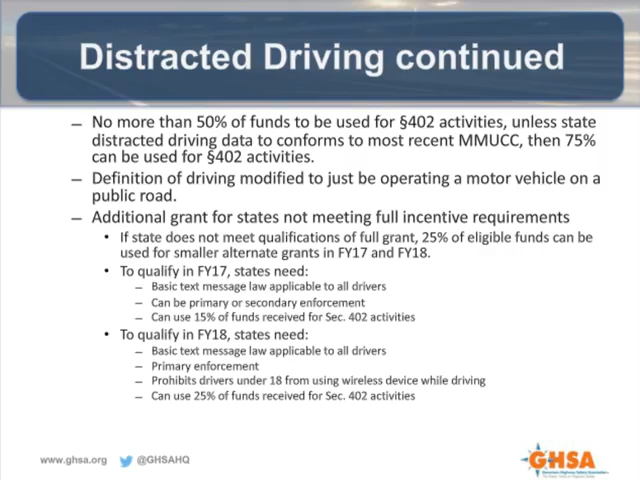 Distracted Driving continued
– No more than 50% of funds to be used for §402 activities, unless state
distracted driving data to conforms to most recent MMUCC, then 75%
can be used for §402 activities.
– Definition of driving modified to just be operating a motor vehicle on a
public road.
– Additional grant for states not meeting full incentive requirements
• If state does not meet qualifications of full grant, 25% of eligible funds can be
used for smaller alternate grants in FY17 and FY18.
• To qualify in FY17, states need:
– Basic text message law applicable to all drivers
– Can be primary or secondary enforcement
– Can use 15% of funds received for Sec. 402 activities
• To qualify in FY18, states need:
– Basic text message law applicable to all drivers
– Primary enforcement
– Prohibits drivers under 18 from using wireless device while driving
– Can use 25% of funds received for Sec. 402 activities
www.ghsa.org @GHSAHQ
GHSA